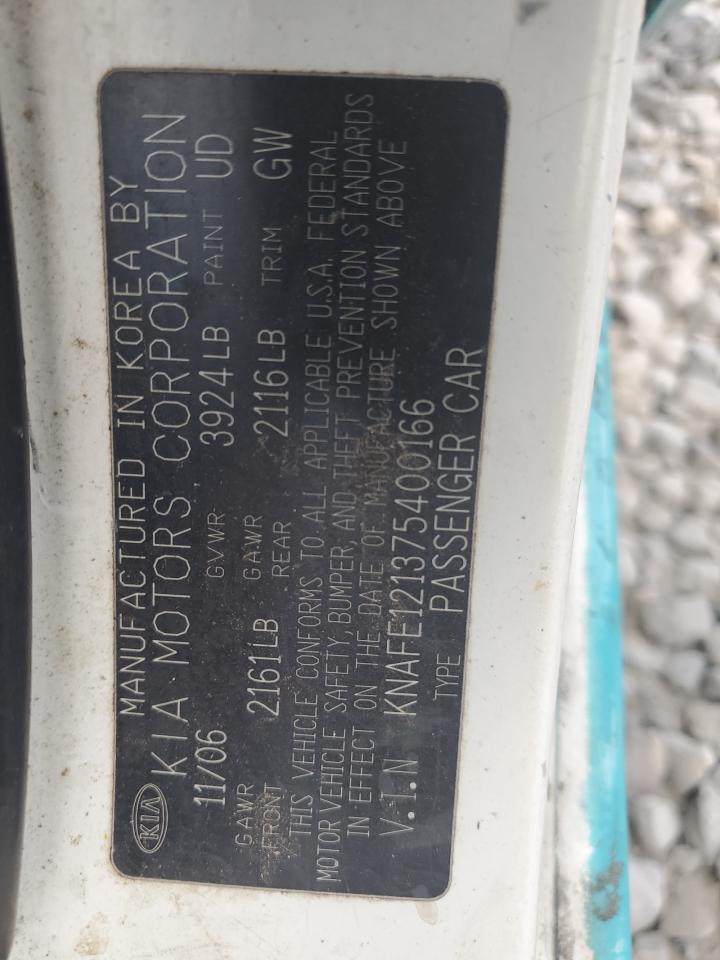 MANUFACTURED IN KOREA BY
KIA KIA MOTORS CORPORATION
11/06 GVWR 3924LB PAINT UD
GAWR FRONT 2161LB GAWR REAR 2116LB TRIM GW
THIS VEHICLE CONFORMS TO ALL APPLICABLE U.S.A. FEDERAL
MOTOR VEHICLE SAFETY, BUMPER, AND THEFT PREVENTION STANDARDS
IN EFFECT ON THE DATE OF MANUFACTURE SHOWN ABOVE
V.I.N KNAFE121375400166
TYPE PASSENGER CAR